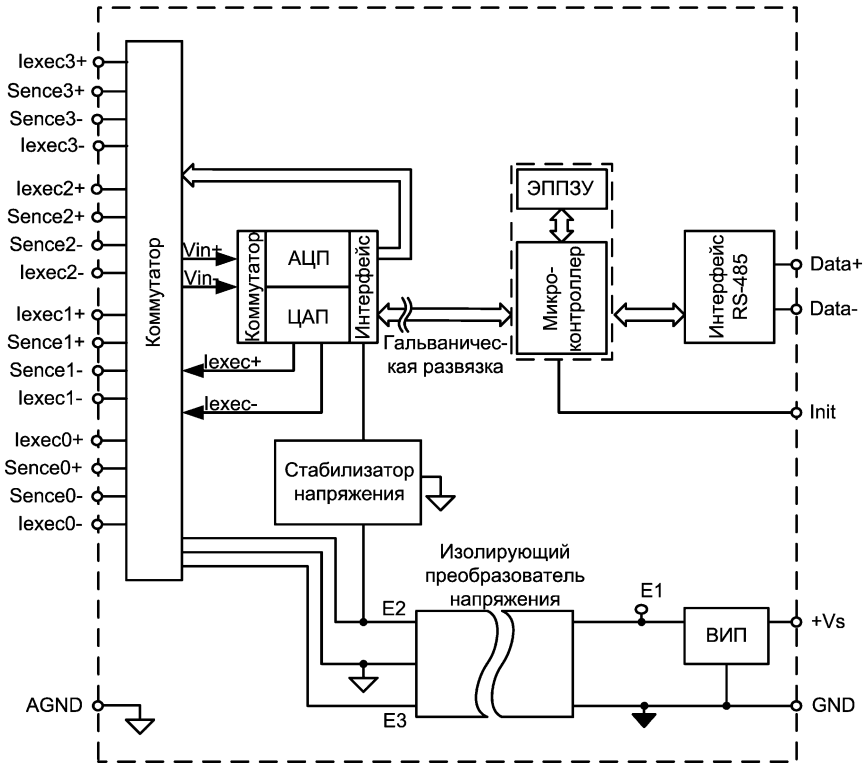 Iexec3+
Sence3+
Sence3-
Iexec3-
Iexec2+
Sence2+
Sence2-
Iexec2-
Iexec1+
Sence1+
Sence1-
Iexec1-
Iexec0+
Sence0+
Sence0-
Iexec0-
AGND
Коммутатор
Vin+
Vin-
Iexec+
Iexec-
Коммутатор
АЦП
ЦАП
Интерфейс
Гальваничес-
кая развязка
ЭППЗУ
Микро-
контроллер
Интерфейс
RS-485
Data+
Data-
Init
Стабилизатор
напряжения
Изолирующий
преобразователь
напряжения
E2
E3
E1
ВИП
+Vs
GND